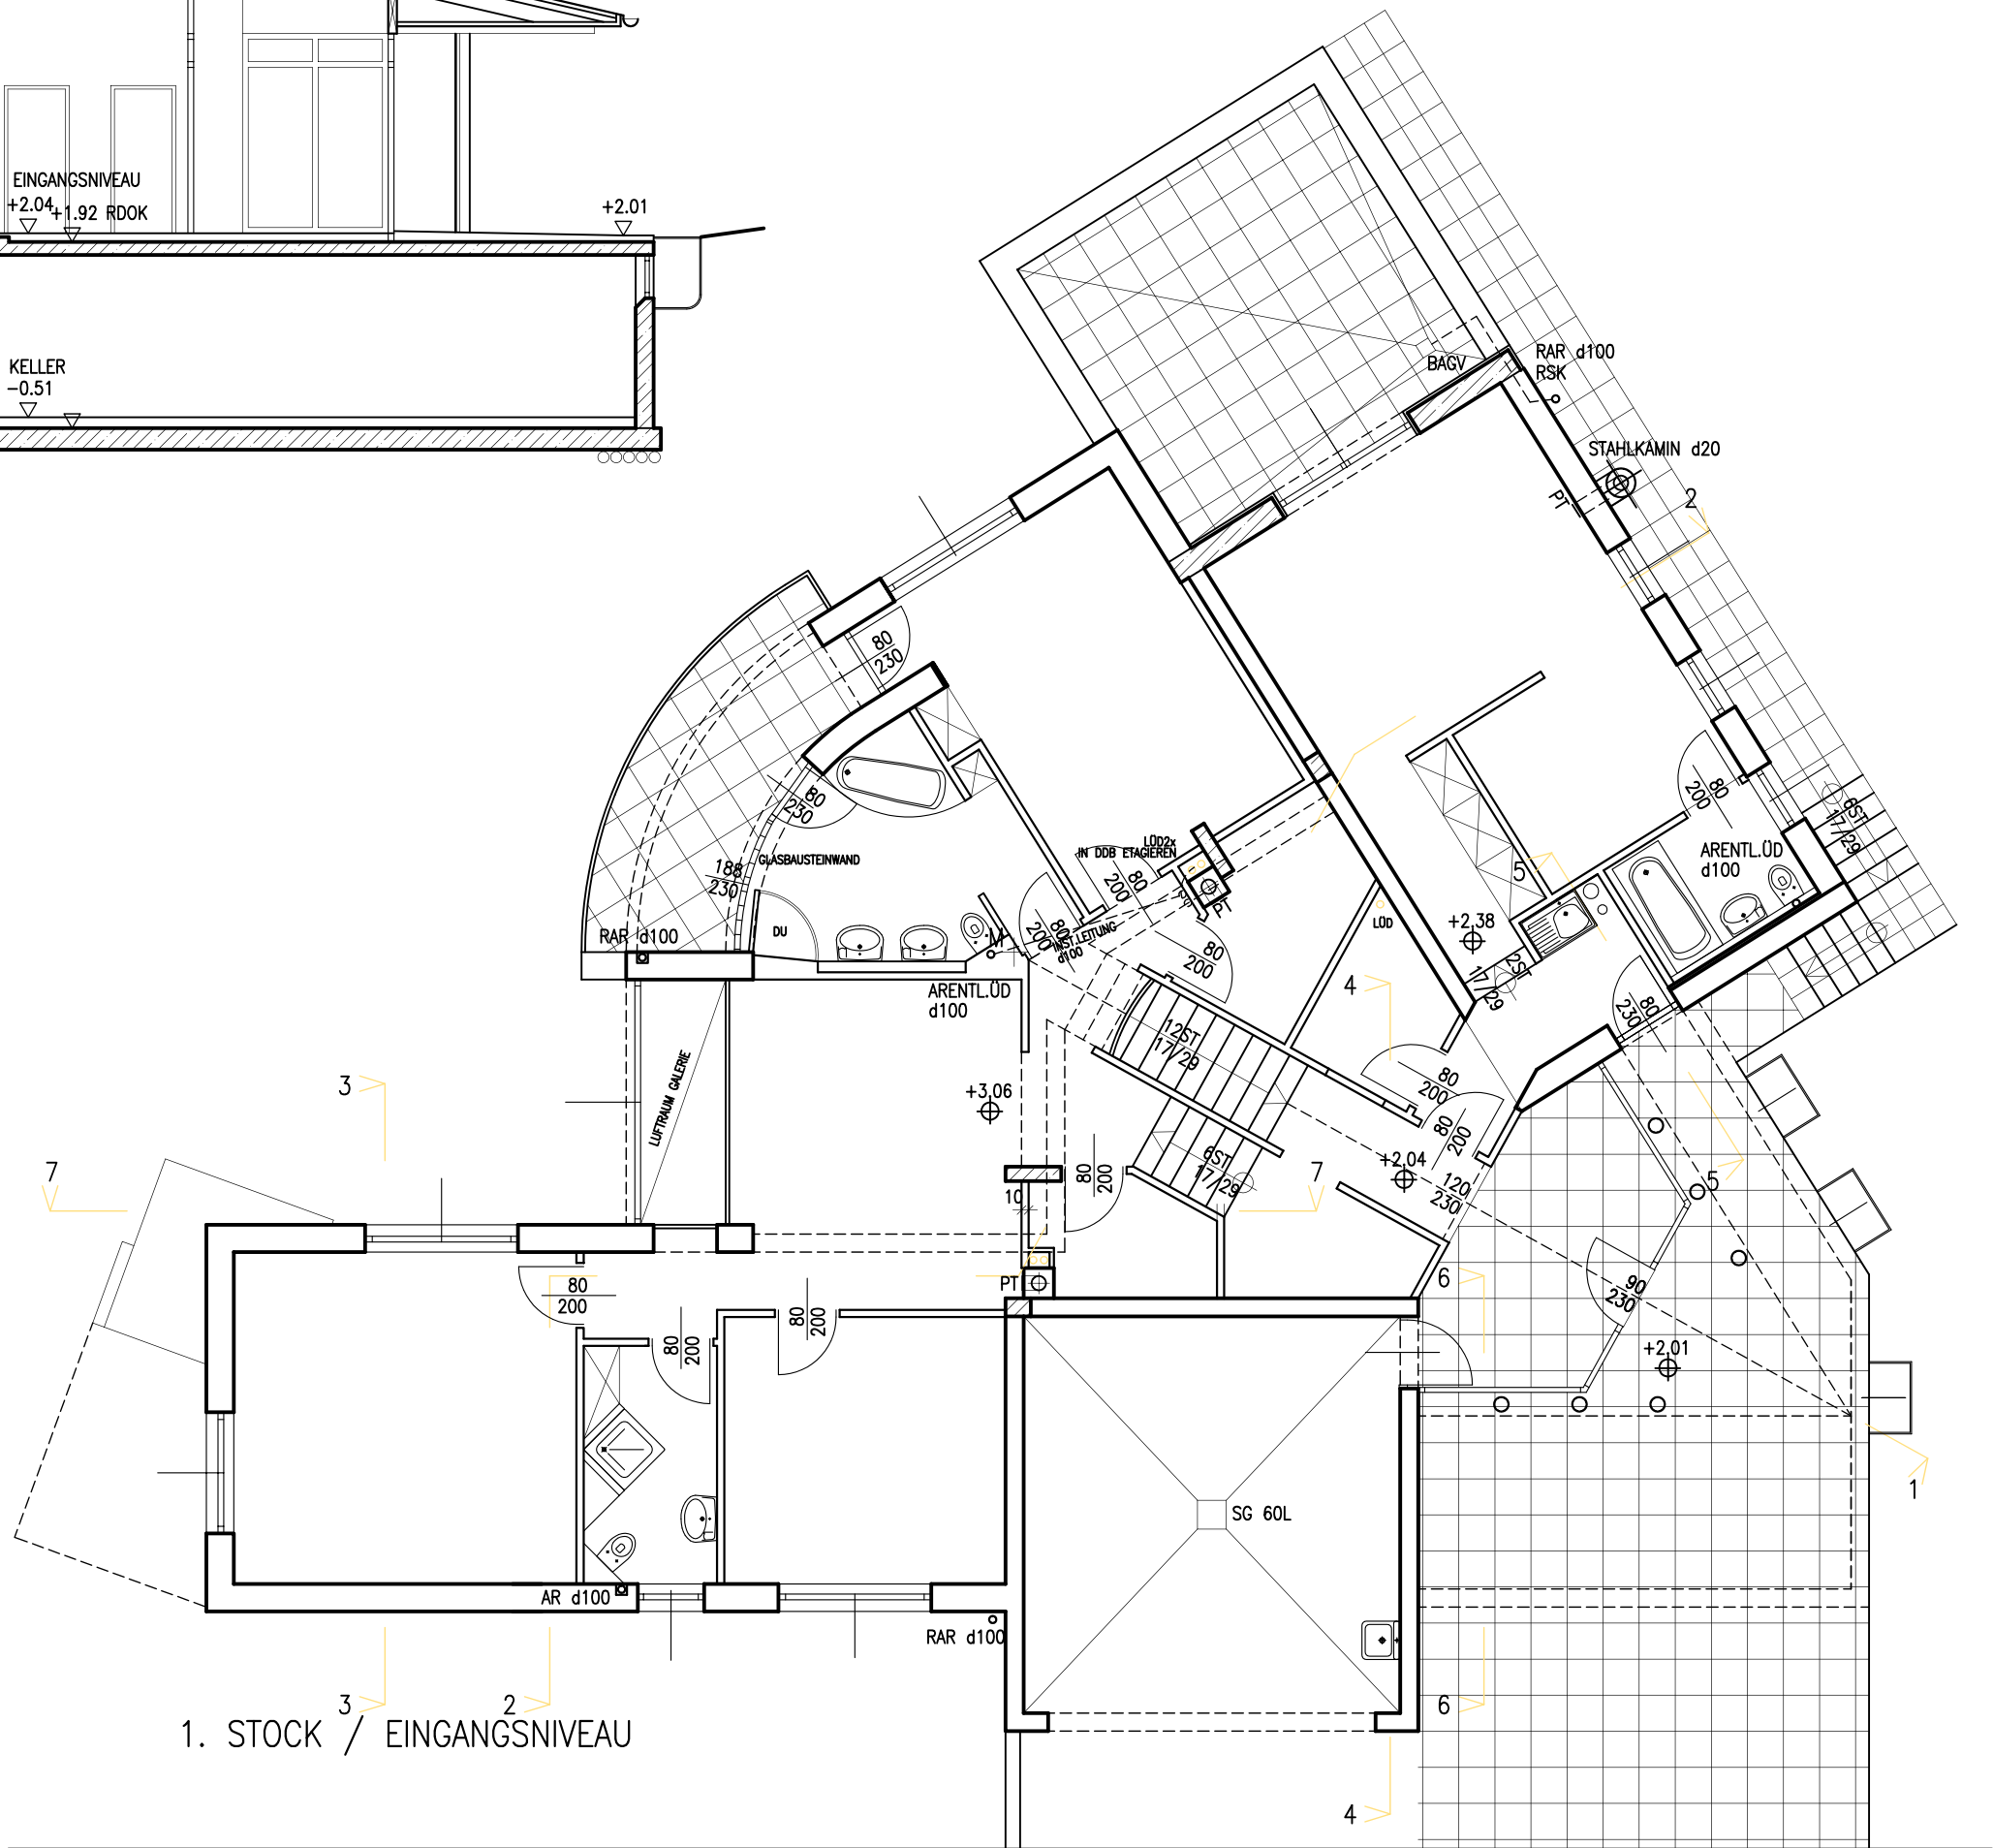 EINGANGSNIVEAU
+2.04
+1.92 RDOK
+2.01
KELLER
-0.51
BAGV
RAR d100
RSK
STAHLKAMIN d20
PT
2
80
230
80
230
GLASBAUSTEINWAND
188
230
DU
RAR d100
LÜD2x
IN DDB ETAGIEREN
80
200
PT
80
200
INST.LEITUNG
d100
M
80
200
LÜD
+2,38
2ST
17/29
5
80
200
6ST
17/29
ARENTL.ÜD
d100
80
230
ARENTL.ÜD
d100
4
12ST
17/29
80
200
80
200
LUFTRAUM GALERIE
+3,06
3
7
80
200
10
6ST
17/29
7
+2,04
120
230
5
6
90
230
+2,01
PT
80
200
80
200
80
200
SG 60L
1
AR d100
RAR d100
3
2
6
4
1. STOCK / EINGANGSNIVEAU